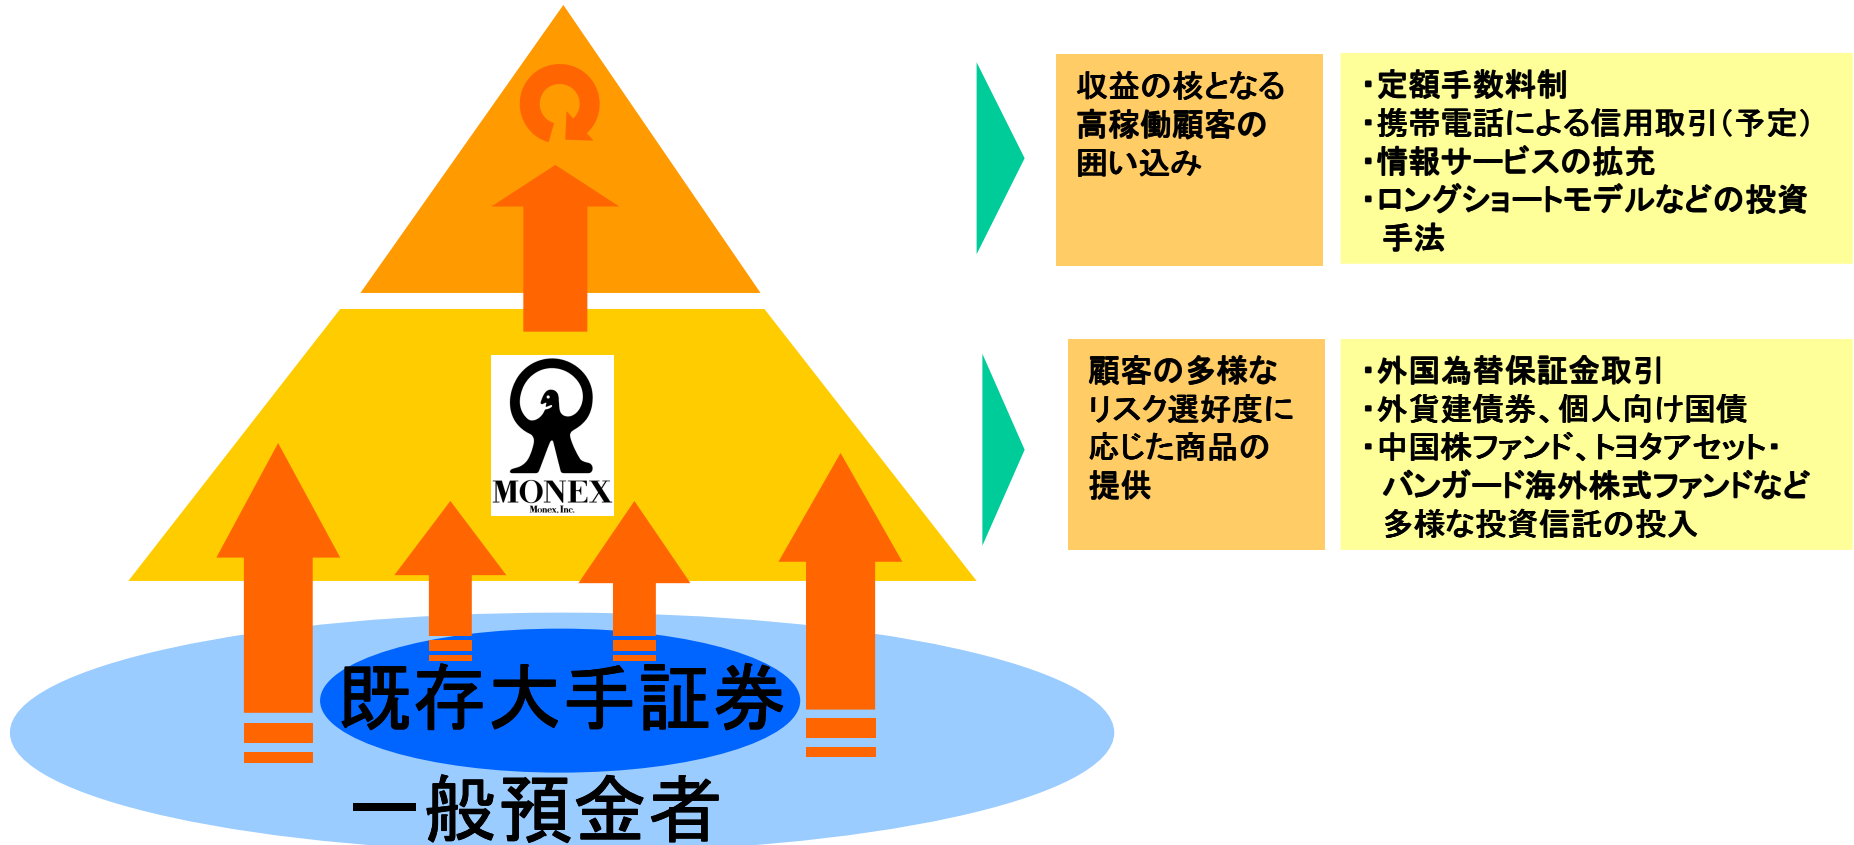 収益の核となる
高稼働顧客の
囲い込み
・定額手数料制
・携帯電話による信用取引(予定)
・情報サービスの拡充
・ロングショートモデルなどの投資
手法
顧客の多様な
リスク選好度に
応じた商品の
提供
・外国為替保証金取引
・外貨建債券、個人向け国債
・中国株ファンド、トヨタアセット・
バンガード海外株式ファンドなど
多様な投資信託の投入
MONEX
Monex, Inc.
既存大手証券
一般預金者